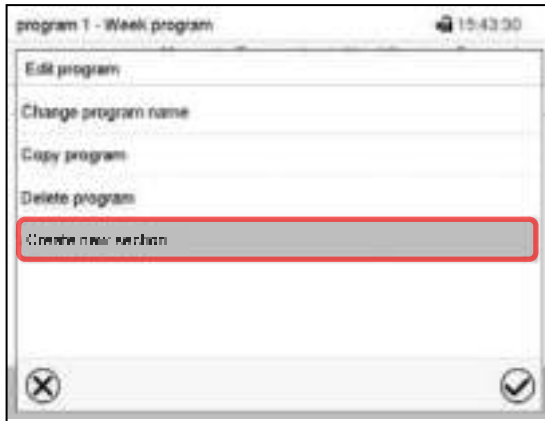 program 1 - Week program 15:43:30
Edit program
Change program name
Copy program
Delete program
Create new section